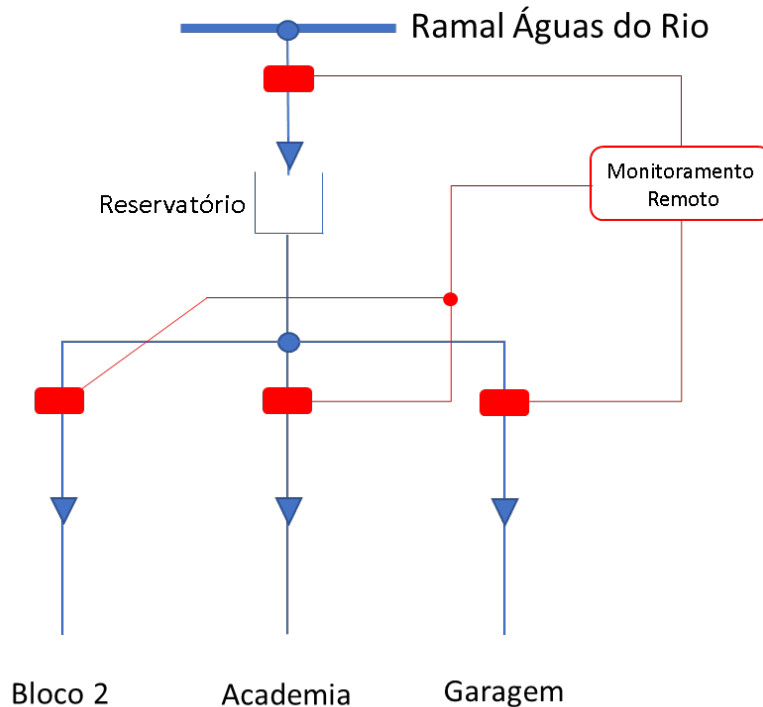 Ramal Águas do Rio
Monitoramento
Remoto
Reservatório
Bloco 2
Academia
Garagem